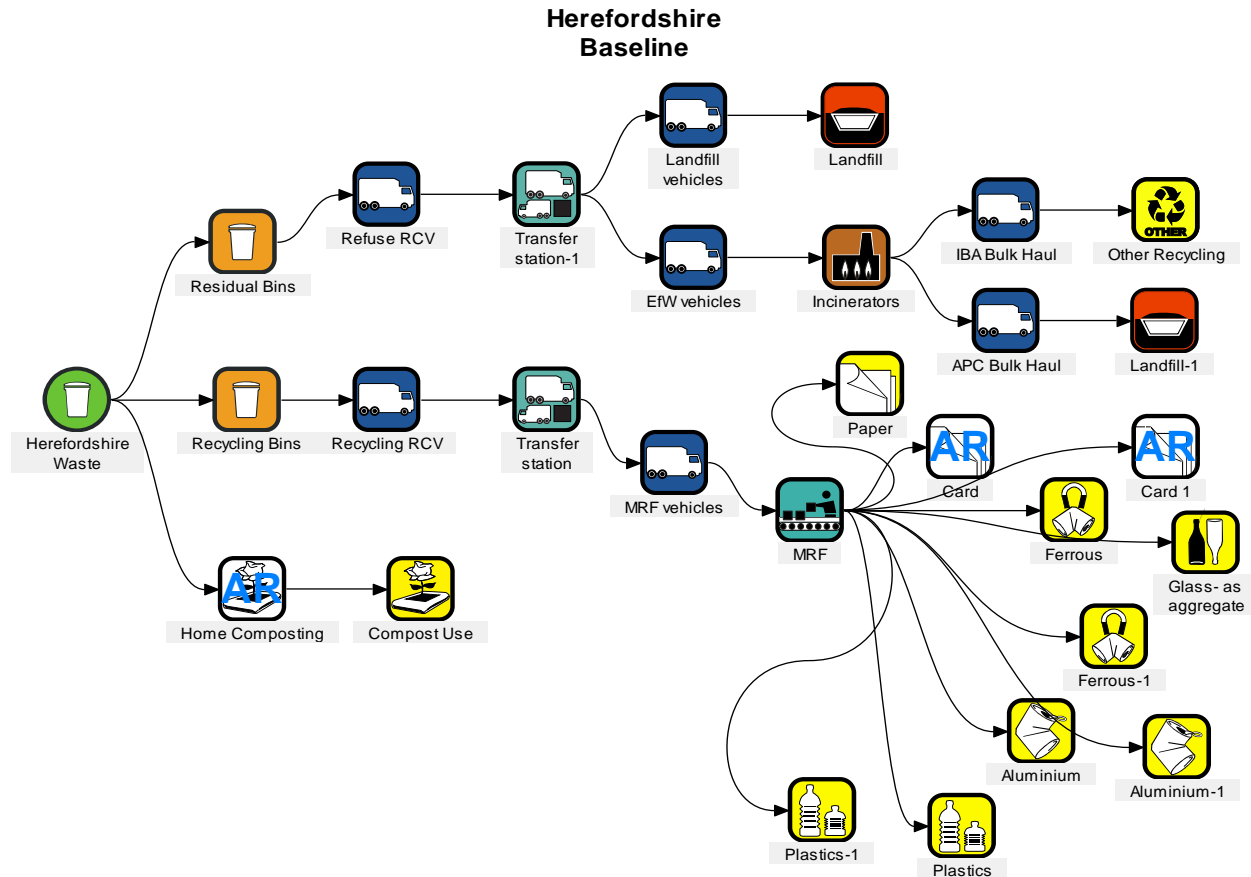 Herefordshire
Baseline
Landfill
vehicles
Landfill
Refuse RCV
Transfer
station-1
IBA Bulk Haul
OTHER
Other Recycling
Residual Bins
EfW vehicles
Incinerators
APC Bulk Haul
Landfill-1
Herefordshire
Waste
Recycling Bins
Recycling RCV
Transfer
station
Paper
AR
Card
AR
Card 1
MRF vehicles
MRF
Ferrous
Glass- as
aggregate
AR
Home Composting
Compost Use
Ferrous-1
Aluminium
Aluminium-1
Plastics-1
Plastics